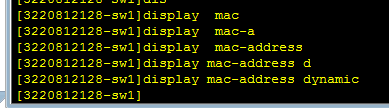 [3220812128-sw1]dis
[3220812128-sw1]display  mac
[3220812128-sw1]display  mac-a
[3220812128-sw1]display  mac-address
[3220812128-sw1]display mac-address d
[3220812128-sw1]display mac-address dynamic
[3220812128-sw1]